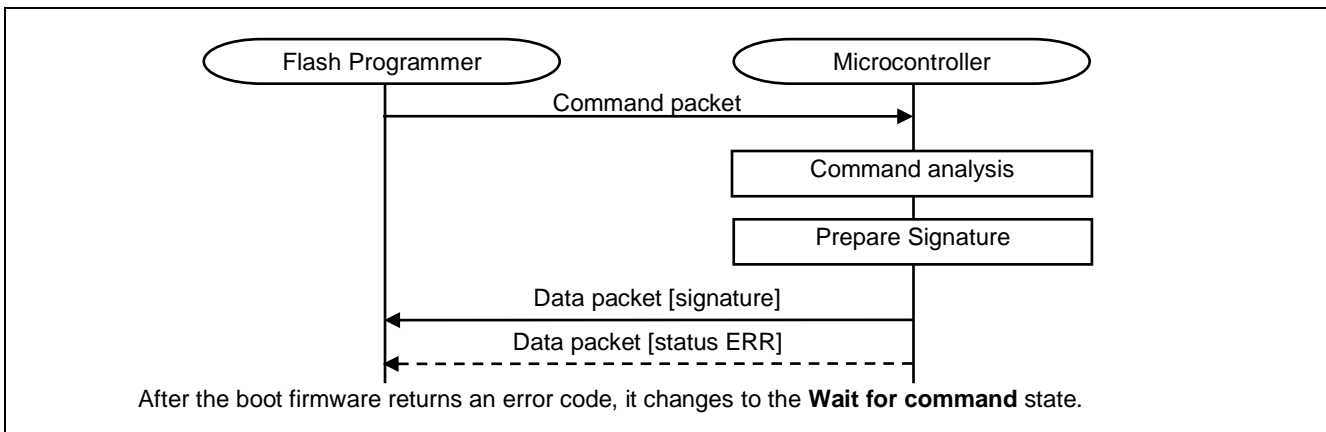 Flash Programmer
Microcontroller
Command packet
Command analysis
Prepare Signature
Data packet [signature]
Data packet [status ERR]
After the boot firmware returns an error code, it changes to the Wait for command state.